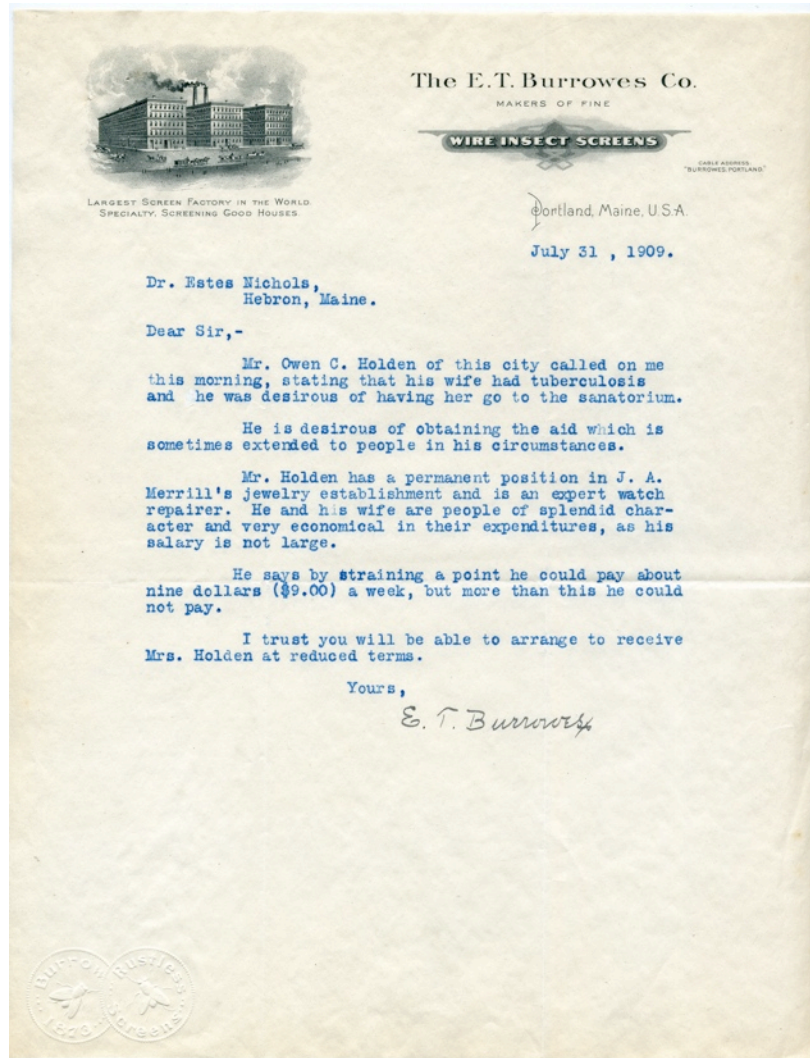 The E.T. Burrowes Co.
MAKERS OF FINE
WIRE INSECT SCREENS
CABLE ADDRESS.
"BURROWES, PORTLAND."
LARGEST SCREEN FACTORY IN THE WORLD
SPECIALTY, SCREENING GOOD HOUSES
Portland, Maine, U.S.A.
July 31 , 1909.
Dr. Estes Nichols,
Hebron, Maine.
Dear Sir,-
Mr. Owen C. Holden of this city called on me
this morning, stating that his wife had tuberculosis
and he was desirous of having her go to the sanatorium.
He is desirous of obtaining the aid which is
sometimes extended to people in his circumstances.
Mr. Holden has a permanent position in J. A.
Merrill's jewelry establishment and is an expert watch
repairer. He and his wife are people of splendid char-
acter and very economical in their expenditures, as his
salary is not large.
He says by straining a point he could pay about
nine dollars ($9.00) a week, but more than this he could
not pay.
I trust you will be able to arrange to receive
Mrs. Holden at reduced terms.
Yours,
E. T. Burrowes
Rustless
Screens
1873